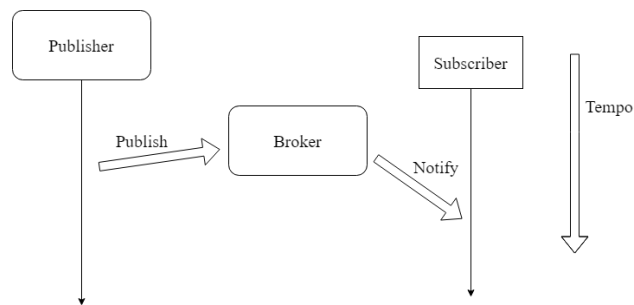 Publisher
Subscriber
Tempo
Publish
Broker
Notify